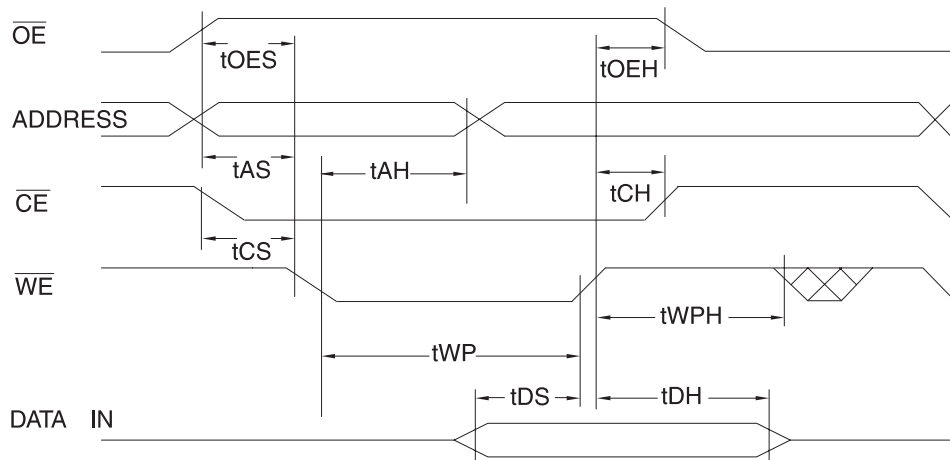 OE
tOES
tOEH
ADDRESS
tAS
tAH
tCH
CE
tCS
WE
tWPH
tWP
tDS
tDH
DATA IN